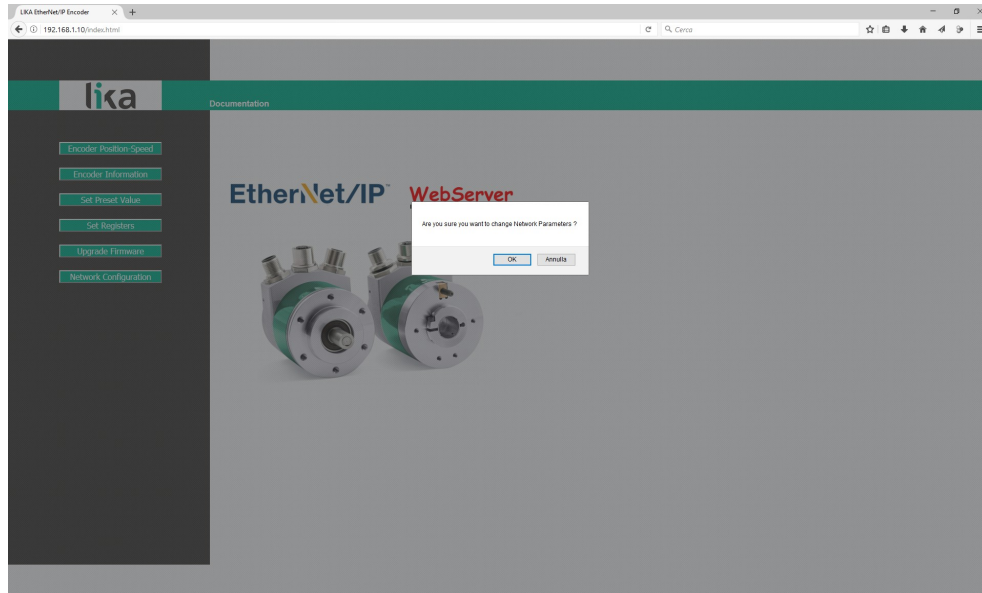 LIKA EtherNet/IP Encoder
192.168.1.10/index.html
Cerca
lika
Documentation
Encoder Position-Speed
Encoder Information
Set Preset Value
Set Registers
Upgrade Firmware
Network Configuration
EtherNet/IP
WebServer
Are you sure you want to change Network Parameters ?
OK
Annulla